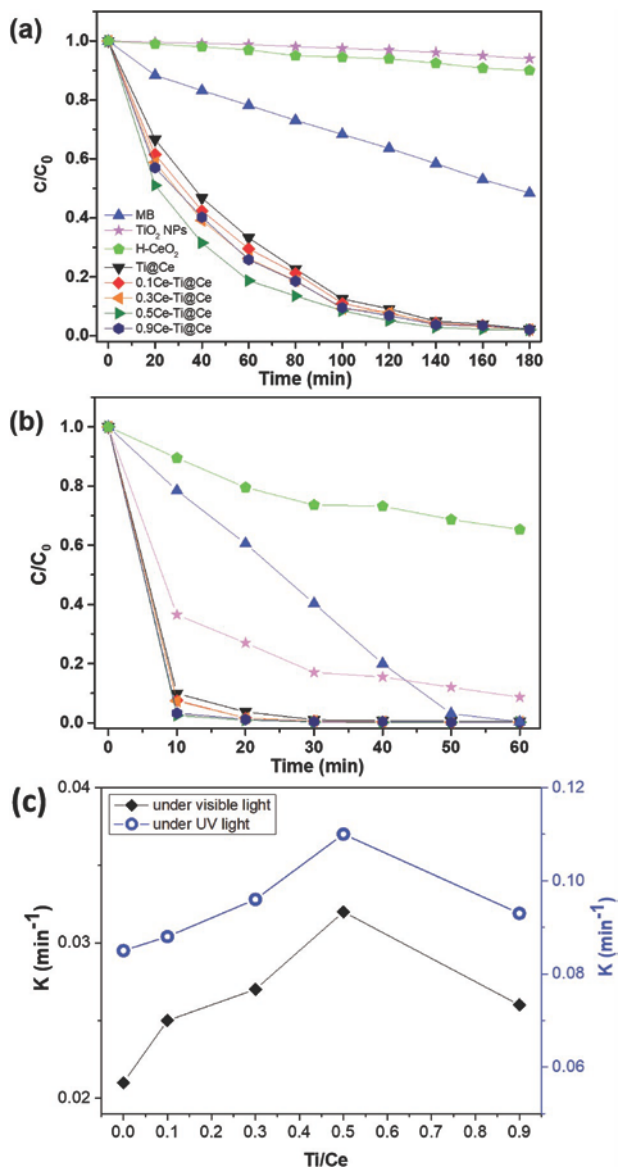 (a)
1.0
0.8
0.6
0.4
0.2
0.0
C/C₀
MB
TiO₂ NPs
H-CeO₂
Ti@Ce
0.1Ce-Ti@Ce
0.3Ce-Ti@Ce
0.5Ce-Ti@Ce
0.9Ce-Ti@Ce
0 20 40 60 80 100 120 140 160 180
Time (min)
(b)
1.0
0.8
0.6
0.4
0.2
0.0
C/C₀
0 10 20 30 40 50 60
Time (min)
(c)
0.04
0.03
0.02
K (min⁻¹)
under visible light
under UV light
0.12
0.10
0.08
0.06
K (min⁻¹)
0.0 0.1 0.2 0.3 0.4 0.5 0.6 0.7 0.8 0.9
Ti/Ce